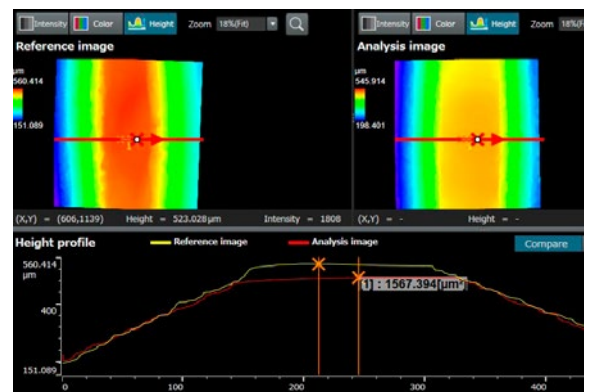 Intensity Color Height Zoom 18%(Fit)
Intensity Color Height Zoom 18%(Fi
Reference image
Analysis image
μm
560.414
151.089
μm
545.914
198.401
(X,Y) = (606,1139) Height = 523.028μm Intensity = 1808
(X,Y) = - Height = -
Height profile Reference image Analysis image Compare
560.414
μm
400
151.089
1] : 1567.394[μm²
0 100 200 300 400